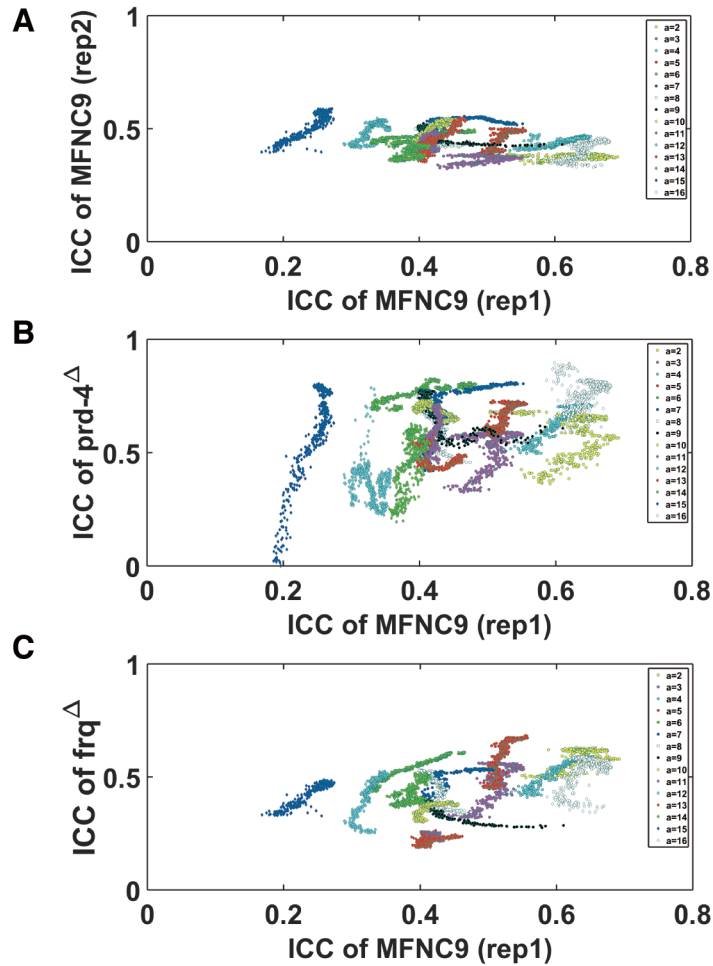 A
ICC of MFNC9 (rep2)
1
0.5
0
0 0.2 0.4 0.6 0.8
ICC of MFNC9 (rep1)
a=2
a=3
a=4
a=5
a=6
a=7
a=8
a=9
a=10
a=11
a=12
a=13
a=14
a=15
a=16
B
ICC of prd-4Δ
1
0.5
0
0 0.2 0.4 0.6 0.8
ICC of MFNC9 (rep1)
a=2
a=3
a=4
a=5
a=6
a=7
a=8
a=9
a=10
a=11
a=12
a=13
a=14
a=15
a=16
C
ICC of frqΔ
1
0.5
0
0 0.2 0.4 0.6 0.8
ICC of MFNC9 (rep1)
a=2
a=3
a=4
a=5
a=6
a=7
a=8
a=9
a=10
a=11
a=12
a=13
a=14
a=15
a=16